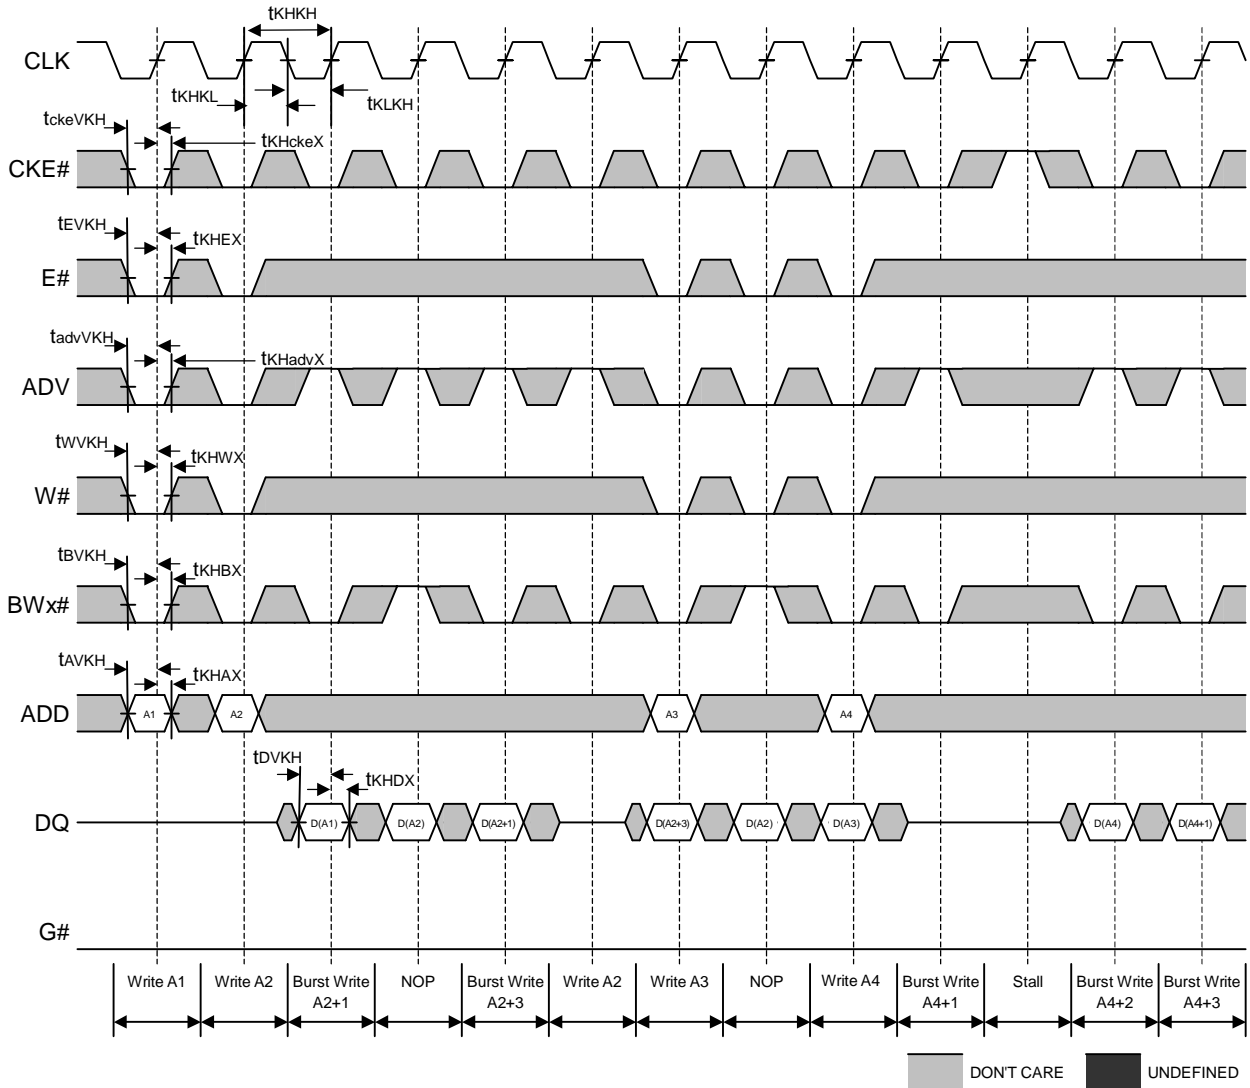 tKHKH
CLK
tKHKL
tKLKH
tckeVKH
tKHckeX
CKE#
tEVKH
tKHEX
E#
tadvVKH
tKHadvX
ADV
tWVKH
tKHWX
W#
tBVKH
tKHBX
BWx#
tAVKH
tKHAX
ADD A1 A2 A3 A4
tDVKH
tKHDX
DQ D(A1) D(A2) D(A2+1) D(A2+3) D(A2) D(A3) D(A4) D(A4+1)
G#
Write A1 Write A2 Burst Write NOP Burst Write Write A2 Write A3 NOP Write A4 Burst Write Stall Burst Write Burst Write
A2+1 A2+3 A4+1 A4+2 A4+3
DON'T CARE UNDEFINED